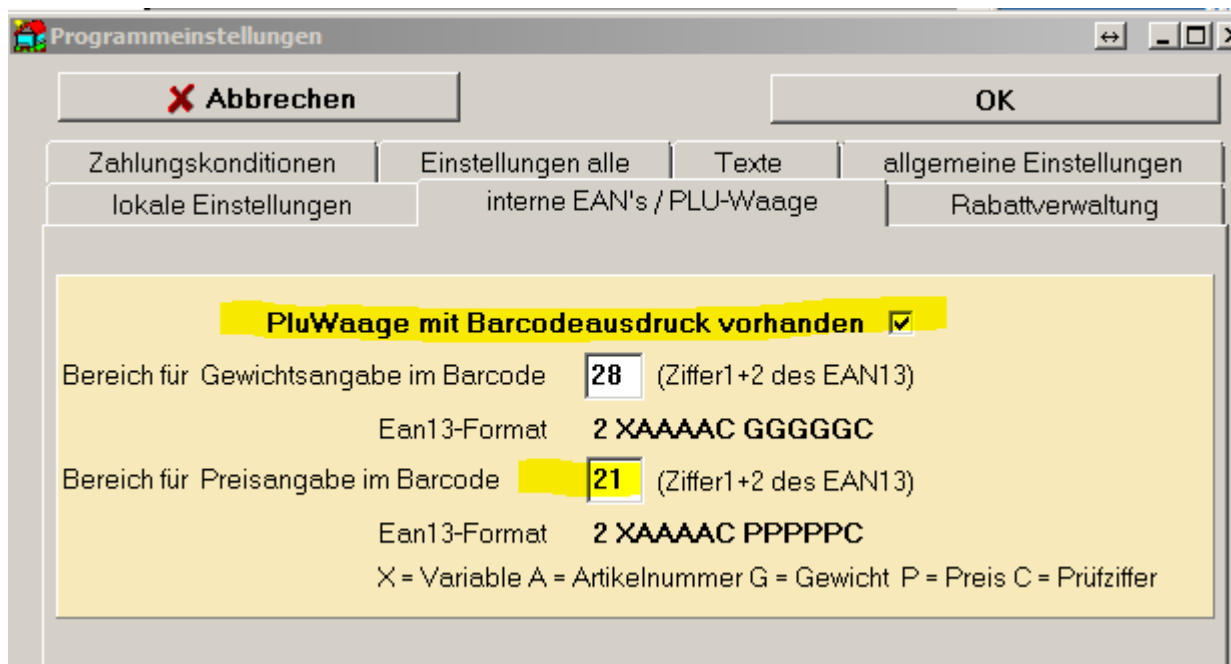 Programmeinstellungen
Abbrechen
OK
Zahlungskonditionen
Einstellungen alle
Texte
allgemeine Einstellungen
lokale Einstellungen
interne EAN's / PLU-Waage
Rabattverwaltung
PluWaage mit Barcodeausdruck vorhanden
Bereich für Gewichtsangabe im Barcode 28 (Ziffer1+2 des EAN13)
Ean13-Format 2 XAAAAC GGGGGC
Bereich für Preisangabe im Barcode 21 (Ziffer1+2 des EAN13)
Ean13-Format 2 XAAAAC PPPPPC
X = Variable A = Artikelnummer G = Gewicht P = Preis C = Prüfziffer